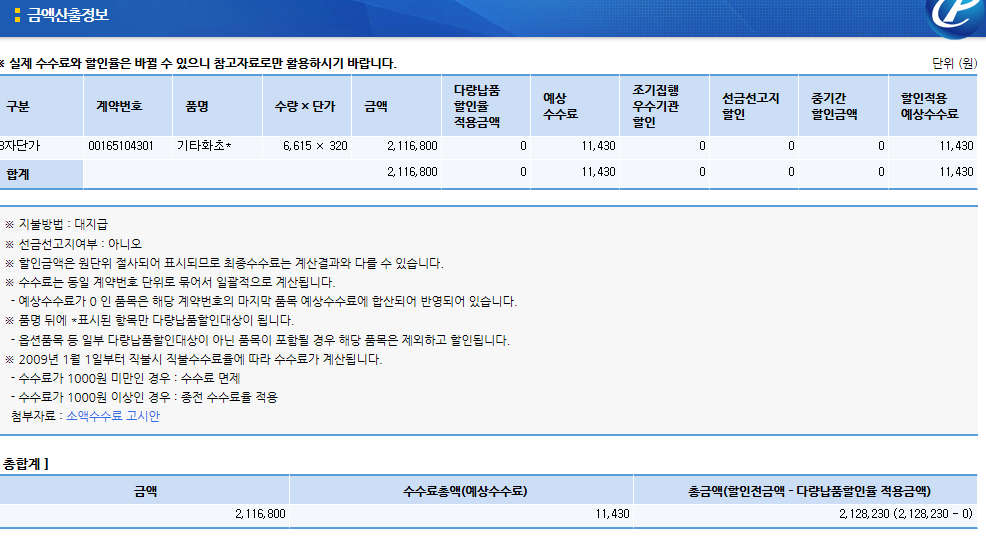 금액산출정보
※ 실제 수수료와 할인율은 바뀔 수 있으니 참고자료로만 활용하시기 바랍니다.
단위 (원)
구분 계약번호 품명 수량 × 단가 금액 다량납품 할인율 적용금액 예상 수수료 조기집행 우수기관 할인 선금선고지 할인 중기간 할인금액 할인적용 예상수수료
3자단가 00165104301 기타화초* 6,615 × 320 2,116,800 0 11,430 0 0 0 11,430
합계 2,116,800 0 11,430 0 0 0 11,430
※ 지불방법 : 대지급
※ 선금선고지여부 : 아니오
※ 할인금액은 원단위 절사되어 표시되므로 최종수수료는 계산결과와 다를 수 있습니다.
※ 수수료는 동일 계약번호 단위로 묶어서 일괄적으로 계산됩니다.
- 예상수수료가 0 인 품목은 해당 계약번호의 마지막 품목 예상수수료에 합산되어 반영되어 있습니다.
※ 품명 뒤에 *표시된 항목만 다량납품할인대상이 됩니다.
- 옵션품목 등 일부 다량납품할인대상이 아닌 품목이 포함될 경우 해당 품목은 제외하고 할인됩니다.
※ 2009년 1월 1일부터 직불시 직불수수료율에 따라 수수료가 계산됩니다.
- 수수료가 1000원 미만인 경우 : 수수료 면제
- 수수료가 1000원 이상인 경우 : 종전 수수료율 적용
첨부자료 : 소액수수료 고시안
총합계 ]
금액 수수료총액(예상수수료) 총금액(할인전금액 - 다량납품할인율 적용금액)
2,116,800 11,430 2,128,230 (2,128,230 - 0)